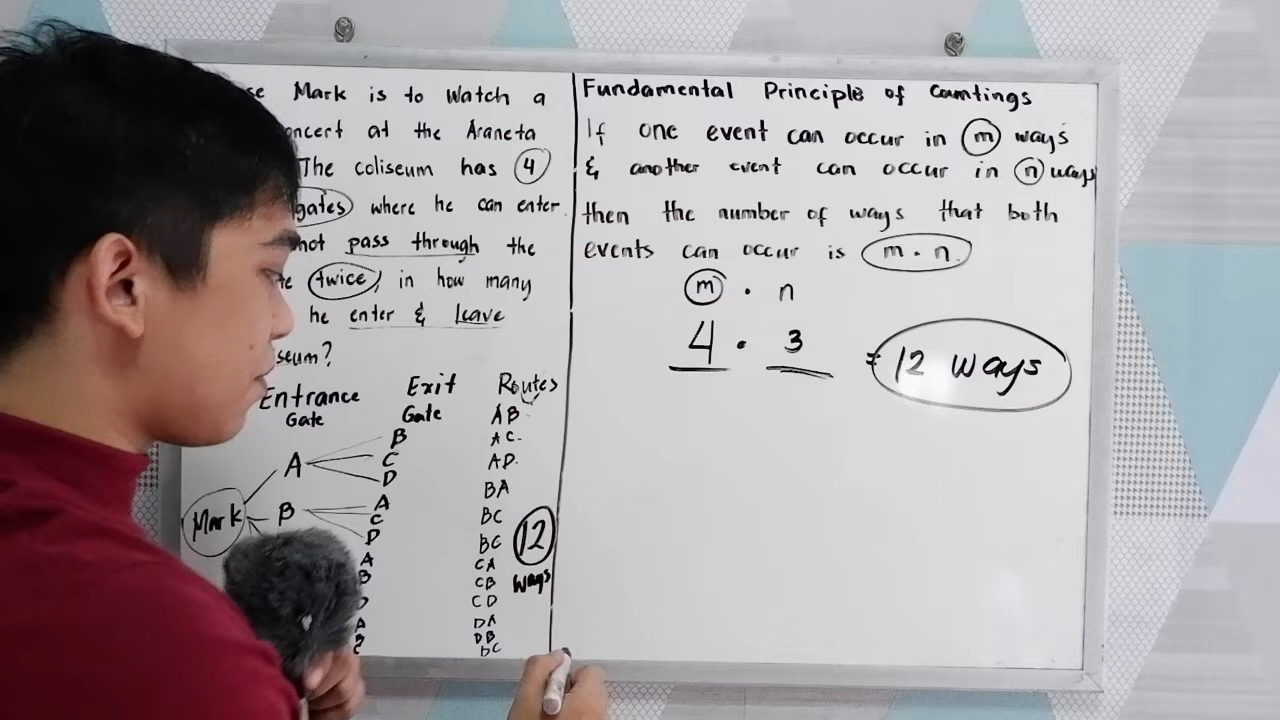 Mark is to Watch a
at the Araneta
The coliseum has 4
gates where he can enter.
not pass through the
twice, in how many
he enter & leave
Entrance Exit Routes
Gate Gate
Mark
A
B C D
B
A C D
A
B
D
A
B
C
AB
AC
AD
BA
BC
BC
CA
CB
CD
DA
DB
DC
12
Ways
Fundamental Principle of Countings
If one event can occur in m ways
& another event can occur in n ways
then the number of ways that both
events can occur is m · n.
m · n
4 · 3 = 12 ways